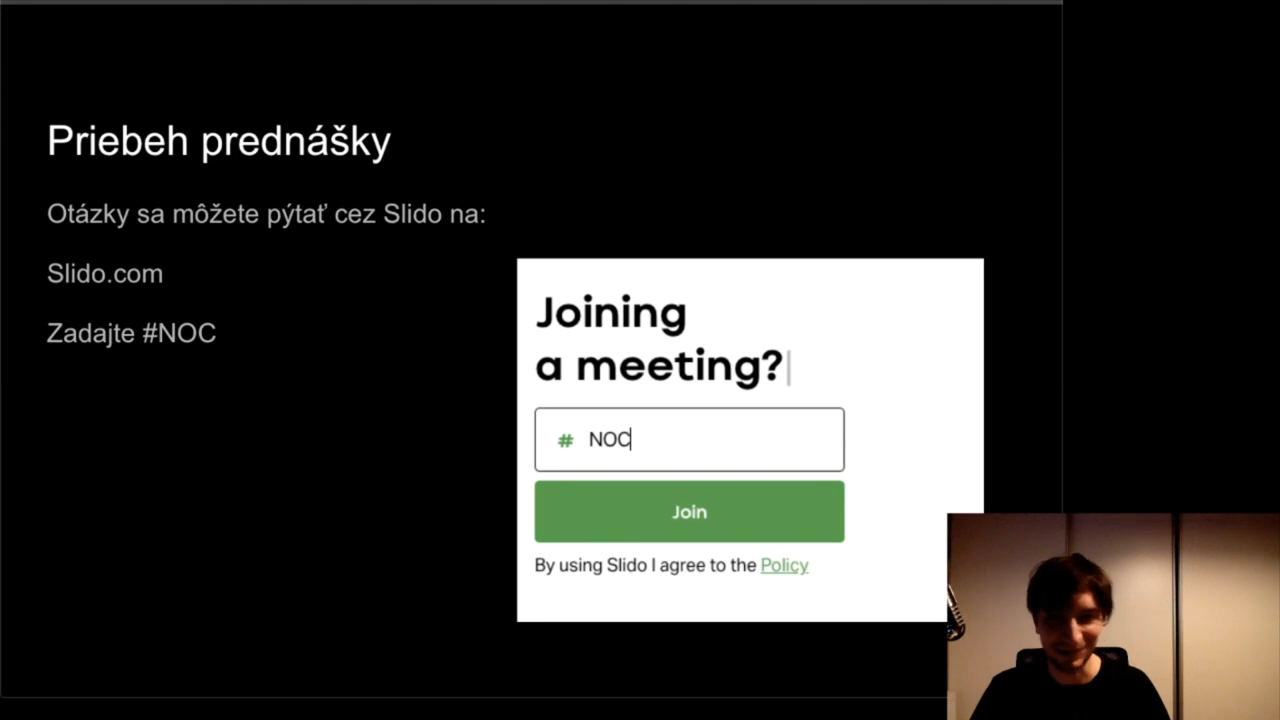 Priebeh prednášky
Otázky sa môžete pýtať cez Slido na:
Slido.com
Zadajte #NOC
Joining
a meeting?
# NOC
Join
By using Slido I agree to the Policy